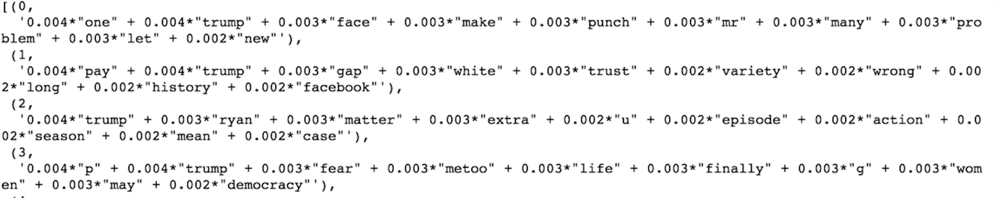 [(0,
'0.004*"one" + 0.004*"trump" + 0.003*"face" + 0.003*"make" + 0.003*"punch" + 0.003*"mr" + 0.003*"many" + 0.003*"pro
blem" + 0.003*"let" + 0.002*"new"'),
(1,
'0.004*"pay" + 0.004*"trump" + 0.003*"gap" + 0.003*"white" + 0.003*"trust" + 0.002*"variety" + 0.002*"wrong" + 0.00
2*"long" + 0.002*"history" + 0.002*"facebook"'),
(2,
'0.004*"trump" + 0.003*"ryan" + 0.003*"matter" + 0.003*"extra" + 0.002*"u" + 0.002*"episode" + 0.002*"action" + 0.0
02*"season" + 0.002*"mean" + 0.002*"case"'),
(3,
'0.004*"p" + 0.004*"trump" + 0.003*"fear" + 0.003*"metoo" + 0.003*"life" + 0.003*"finally" + 0.003*"g" + 0.003*"wom
en" + 0.003*"may" + 0.002*"democracy"'),